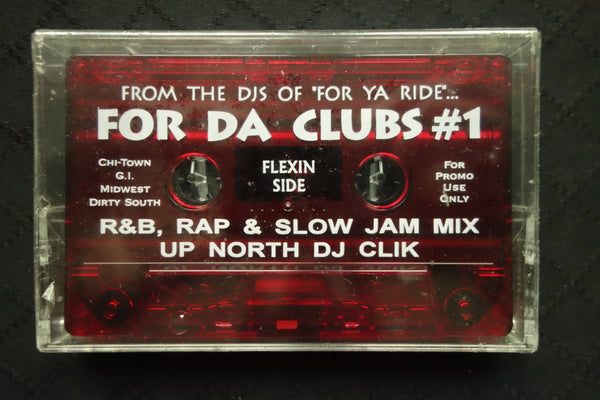 FROM THE DJS OF "FOR YA RIDE"...
FOR DA CLUBS #1
CHI-TOWN
G.I.
MIDWEST
DIRTY SOUTH
FLEXIN
SIDE
FOR
PROMO
USE
ONLY
R&B, RAP & SLOW JAM MIX
UP NORTH DJ CLIK